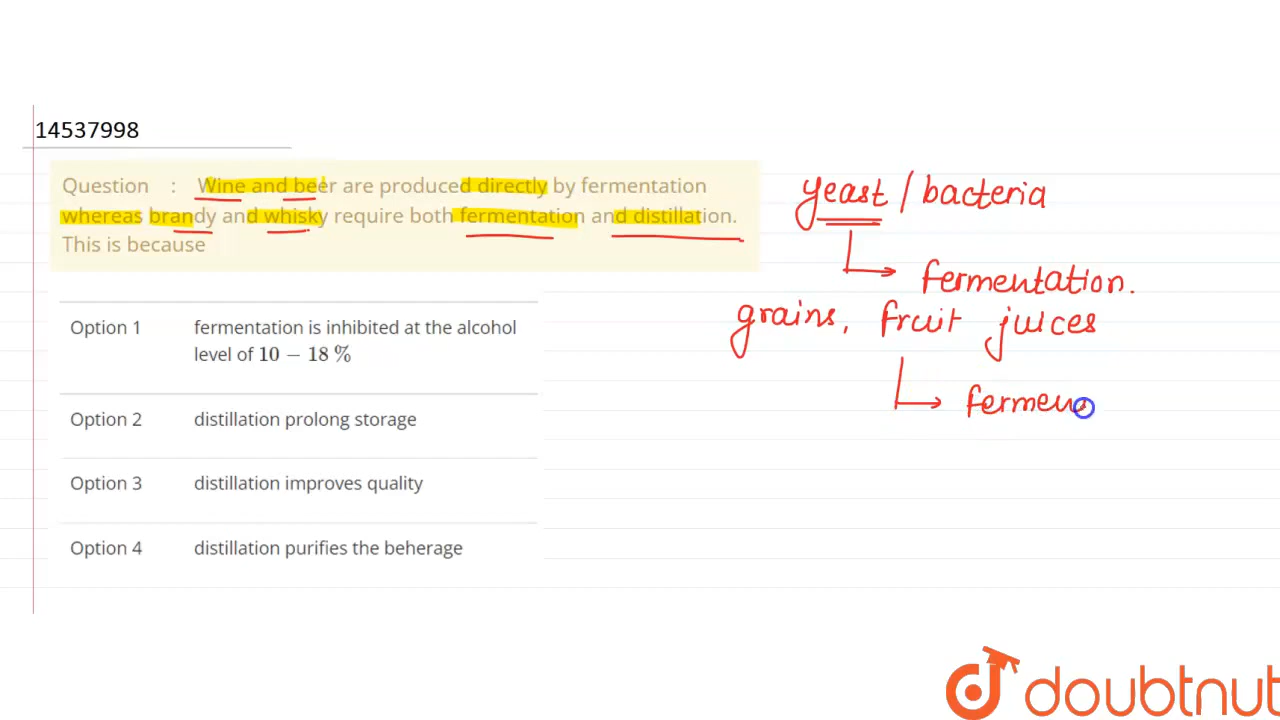 14537998
Question : Wine and beer are produced directly by fermentation
whereas brandy and whisky require both fermentation and distillation.
This is because
Option 1 fermentation is inhibited at the alcohol
level of 10 − 18 %
Option 2 distillation prolong storage
Option 3 distillation improves quality
Option 4 distillation purifies the beherage
yeast / bacteria
fermentation.
grains, fruit juices
fermen
doubtnut